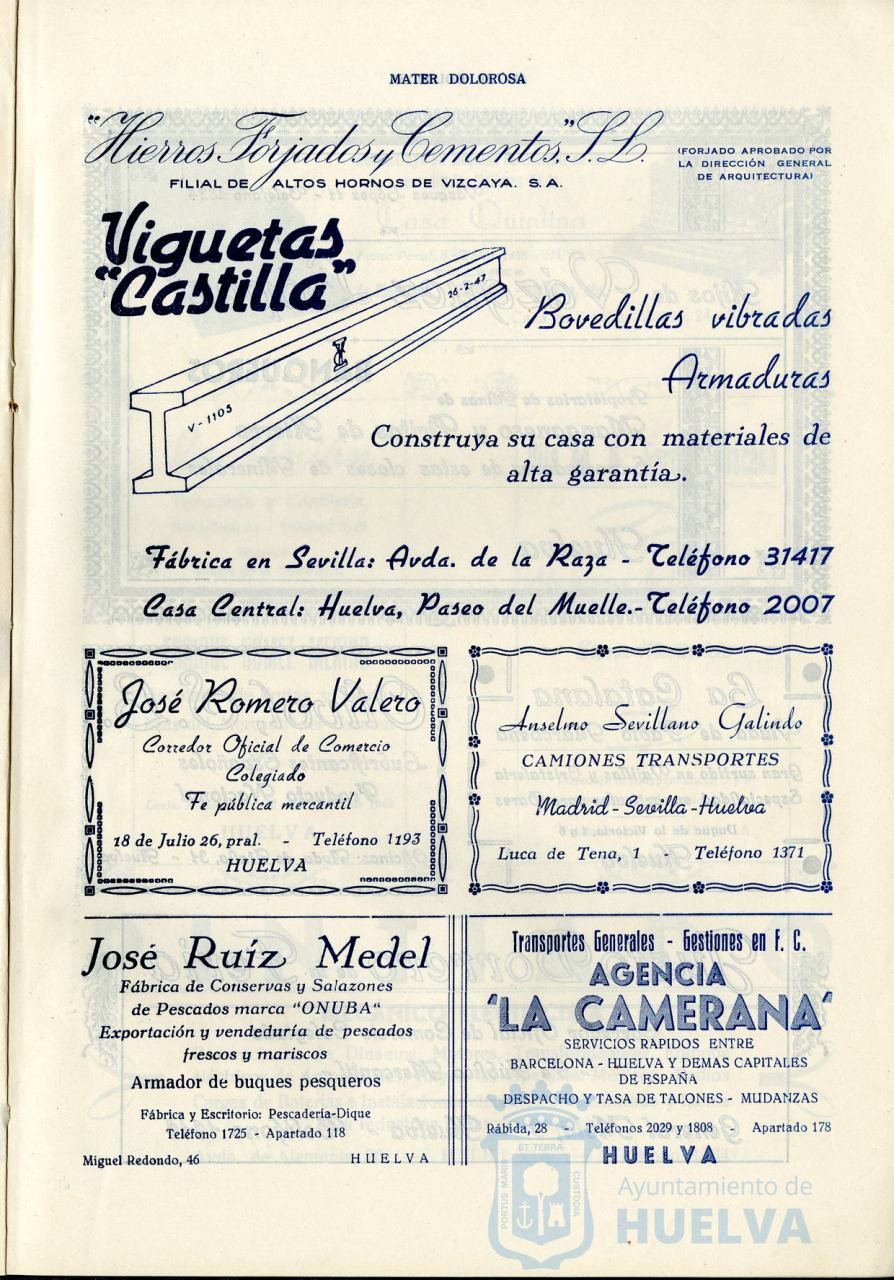 MATER DOLOROSA
"Hierros Forjados y Cementos," S. L.
(FORJADO APROBADO POR
LA DIRECCIÓN GENERAL
DE ARQUITECTURA)
FILIAL DE ALTOS HORNOS DE VIZCAYA. S. A.
Viguetas
"Castilla"
26-2-47
V-1103
Bovedillas vibradas
Armaduras
Construya su casa con materiales de
alta garantía.
Fábrica en Sevilla: Avda. de la Raza - Teléfono 31417
Casa Central: Huelva, Paseo del Muelle.-Teléfono 2007
José Romero Valero
Corredor Oficial de Comercio
Colegiado
Fe pública mercantil
18 de Julio 26, pral. - Teléfono 1193
HUELVA
Anselmo Sevillano Galindo
CAMIONES TRANSPORTES
Madrid-Sevilla-Huelva
Luca de Tena, 1 - Teléfono 1371
José Ruíz Medel
Fábrica de Conservas y Salazones
de Pescados marca "ONUBA"
Exportación y vendeduría de pescados
frescos y mariscos
Armador de buques pesqueros
Fábrica y Escritorio: Pescadería-Dique
Teléfono 1725 - Apartado 118
Miguel Redondo, 46 HUELVA
Transportes Generales - Gestiones en F. C.
AGENCIA
'LA CAMERANA'
SERVICIOS RAPIDOS ENTRE
BARCELONA - HUELVA Y DEMAS CAPITALES
DE ESPAÑA
DESPACHO Y TASA DE TALONES - MUDANZAS
Rábida, 28 - Teléfonos 2029 y 1808 - Apartado 178
HUELVA
PORTUS MARIS
ET TERRÆ
CUSTODIA
Ayuntamiento de
HUELVA